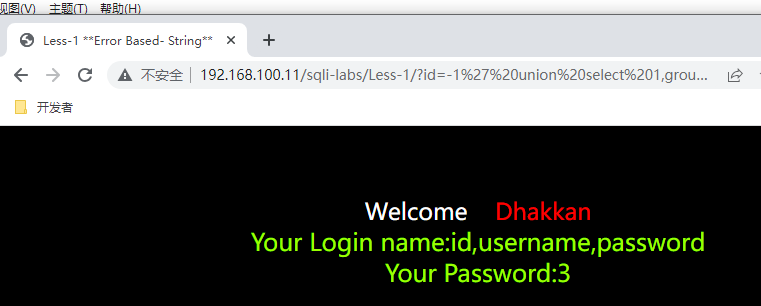 视图(V) 主题(T) 帮助(H)
Less-1 **Error Based- String**
不安全 192.168.100.11/sqli-labs/Less-1/?id=-1%27%20union%20select%201,grou...
开发者
Welcome Dhakkan
Your Login name:id,username,password
Your Password:3